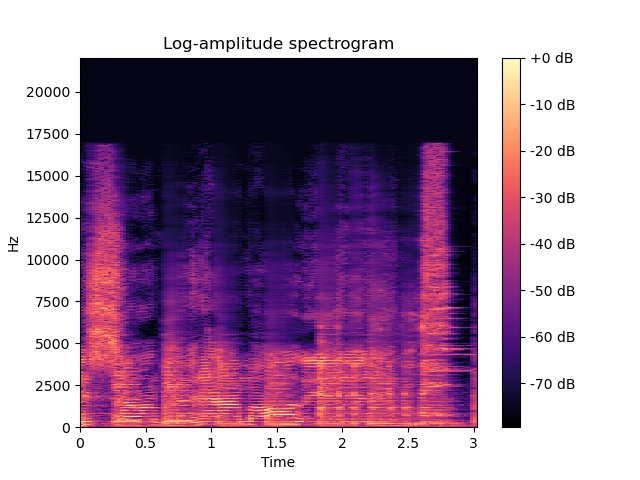 Log-amplitude spectrogram
+0 dB
20000
-10 dB
17500
-20 dB
15000
-30 dB
12500
Hz
10000
-40 dB
7500
-50 dB
5000
-60 dB
2500
-70 dB
0
0 0.5 1 1.5 2 2.5 3
Time